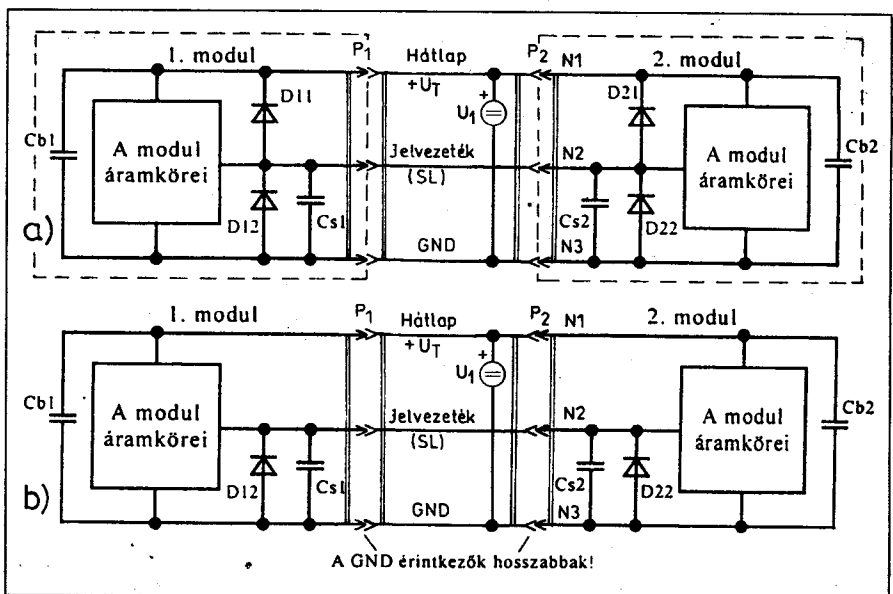 1. modul
P1
Hátlap
+UT
P2
N1
2. modul
D11
D21
+
U1
Cb1
A modul
áramkörei
Jelvezeték
(SL)
N2
A modul
áramkörei
Cb2
D12
Cs1
Cs2
D22
a)
GND
N3
1. modul
P1
Hátlap
+UT
P2
N1
2. modul
+
U1
Cb1
A modul
áramkörei
Jelvezeték
(SL)
N2
A modul
áramkörei
Cb2
D12
Cs1
Cs2
D22
b)
GND
N3
A GND érintkezők hosszabbak!